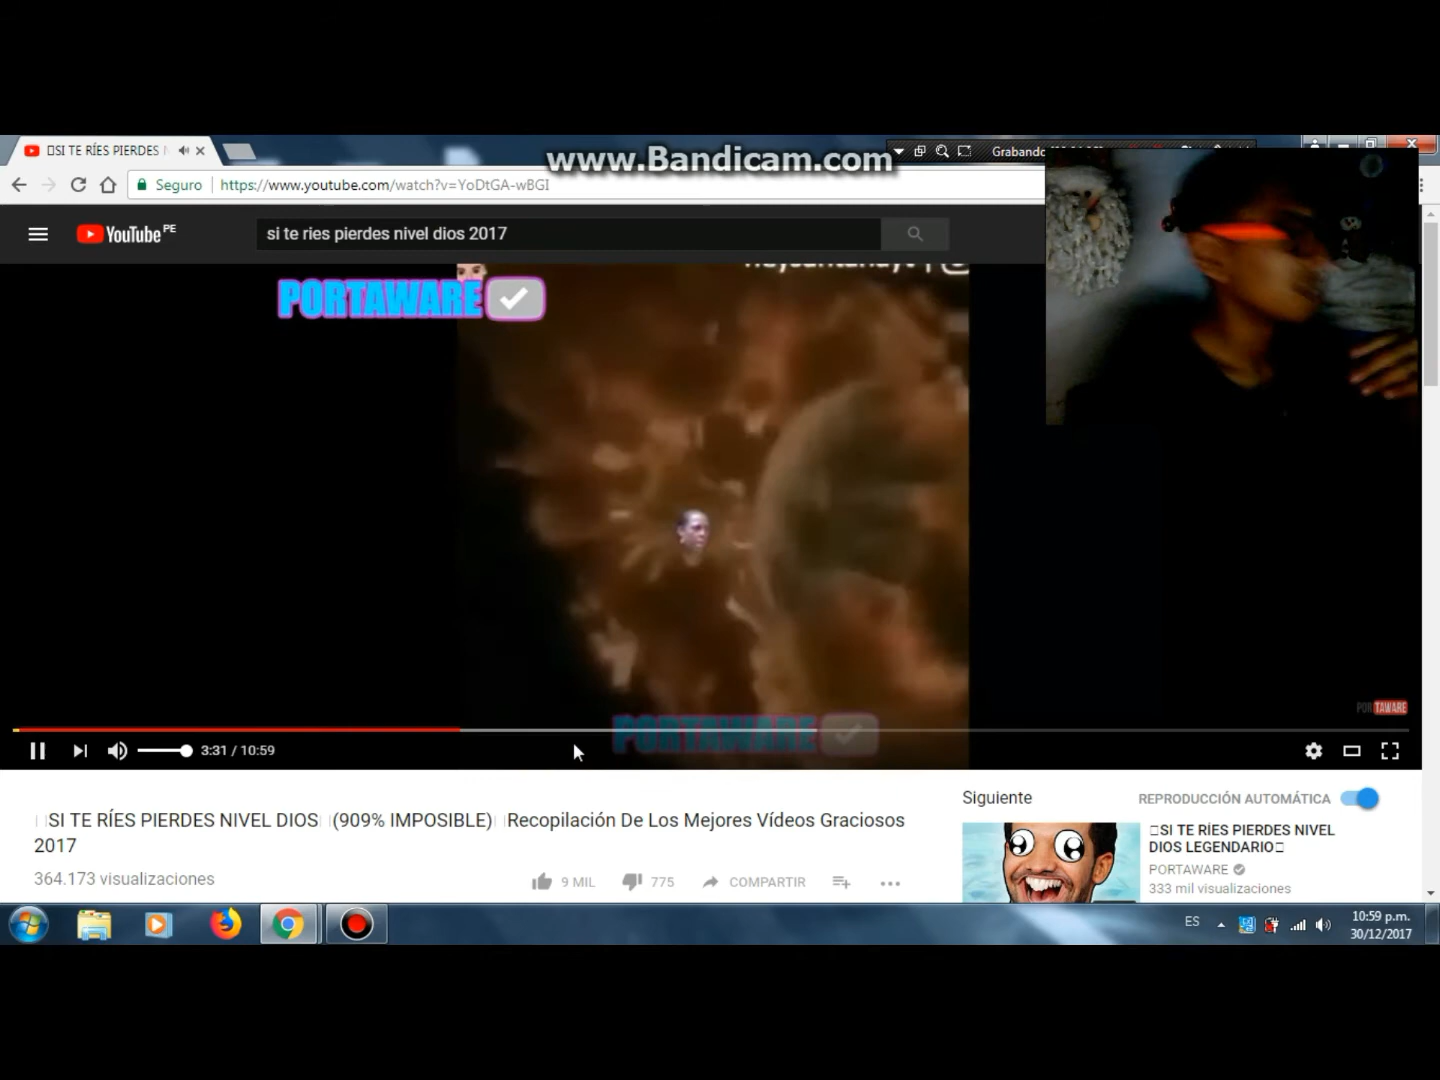 www.Bandicam.com
SI TE RÍES PIERDES
Grabando
Seguro
https://www.youtube.com/watch?v=YoDtGA-wBGI
YouTube PE
si te ries pierdes nivel dios 2017
PORTAWARE
PORTAWARE
PORTAWARE
3:31 / 10:59
SI TE RÍES PIERDES NIVEL DIOS (909% IMPOSIBLE) Recopilación De Los Mejores Vídeos Graciosos
2017
364.173 visualizaciones
9 MIL
775
COMPARTIR
Siguiente
REPRODUCCIÓN AUTOMÁTICA
SI TE RÍES PIERDES NIVEL
DIOS LEGENDARIO
PORTAWARE
333 mil visualizaciones
ES
10:59 p.m.
30/12/2017